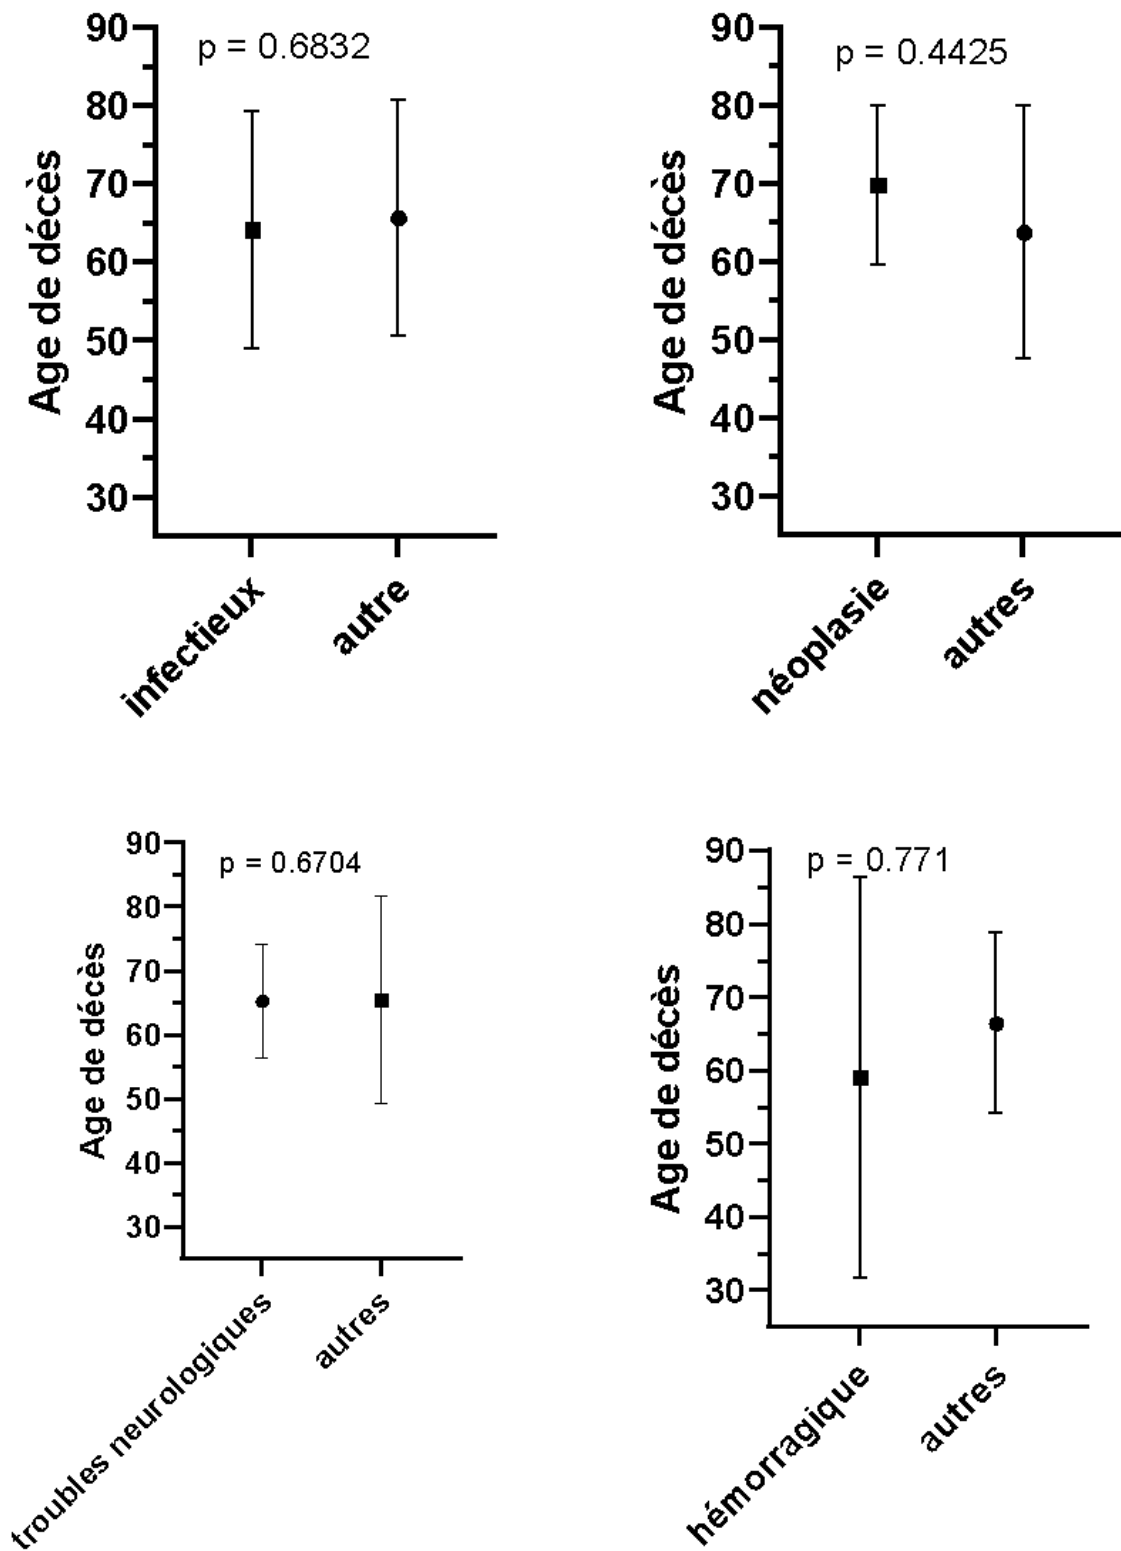 p = 0.6832
Age de décès
90
80
70
60
50
40
30
infectieux
autre
p = 0.4425
Age de décès
90
80
70
60
50
40
30
néoplasie
autres
p = 0.6704
Age de décès
90
80
70
60
50
40
30
troubles neurologiques
autres
p = 0.771
Age de décès
90
80
70
60
50
40
30
hémorragique
autres